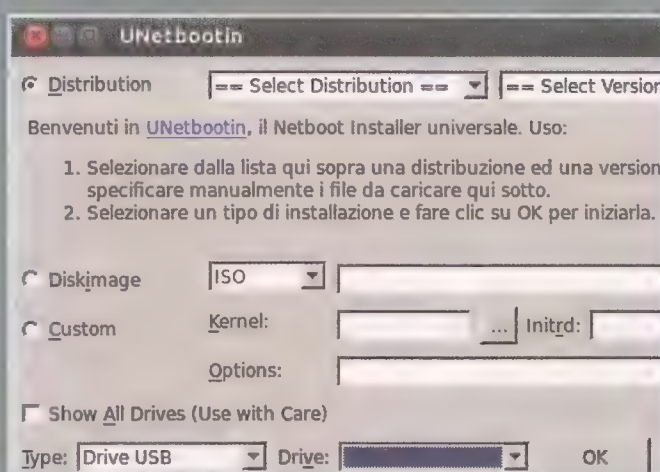 UNetbootin
Distribution == Select Distribution == == Select Version
Benvenuti in UNetbootin, il Netboot Installer universale. Uso:
1. Selezionare dalla lista qui sopra una distribuzione ed una version
specificare manualmente i file da caricare qui sotto.
2. Selezionare un tipo di installazione e fare clic su OK per iniziarla.
Diskimage ISO
Custom Kernel: ... Initrd:
Options:
Show All Drives (Use with Care)
Type: Drive USB Drive: OK